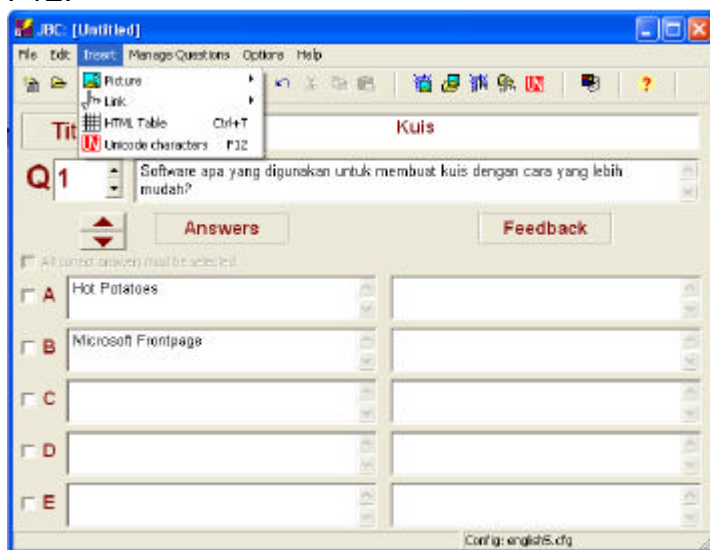 JBC: [Untitled]
File Edit Insert Manage Questions Options Help
Picture
Link
HTML Table Ctrl+T
Unicode characters F12
Tit
Kuis
Q 1
Software apa yang digunakan untuk membuat kuis dengan cara yang lebih
mudah?
Answers Feedback
All correct answers must be selected
A Hot Potatoes
B Microsoft Frontpage
C
D
E
Config: english5.cfg